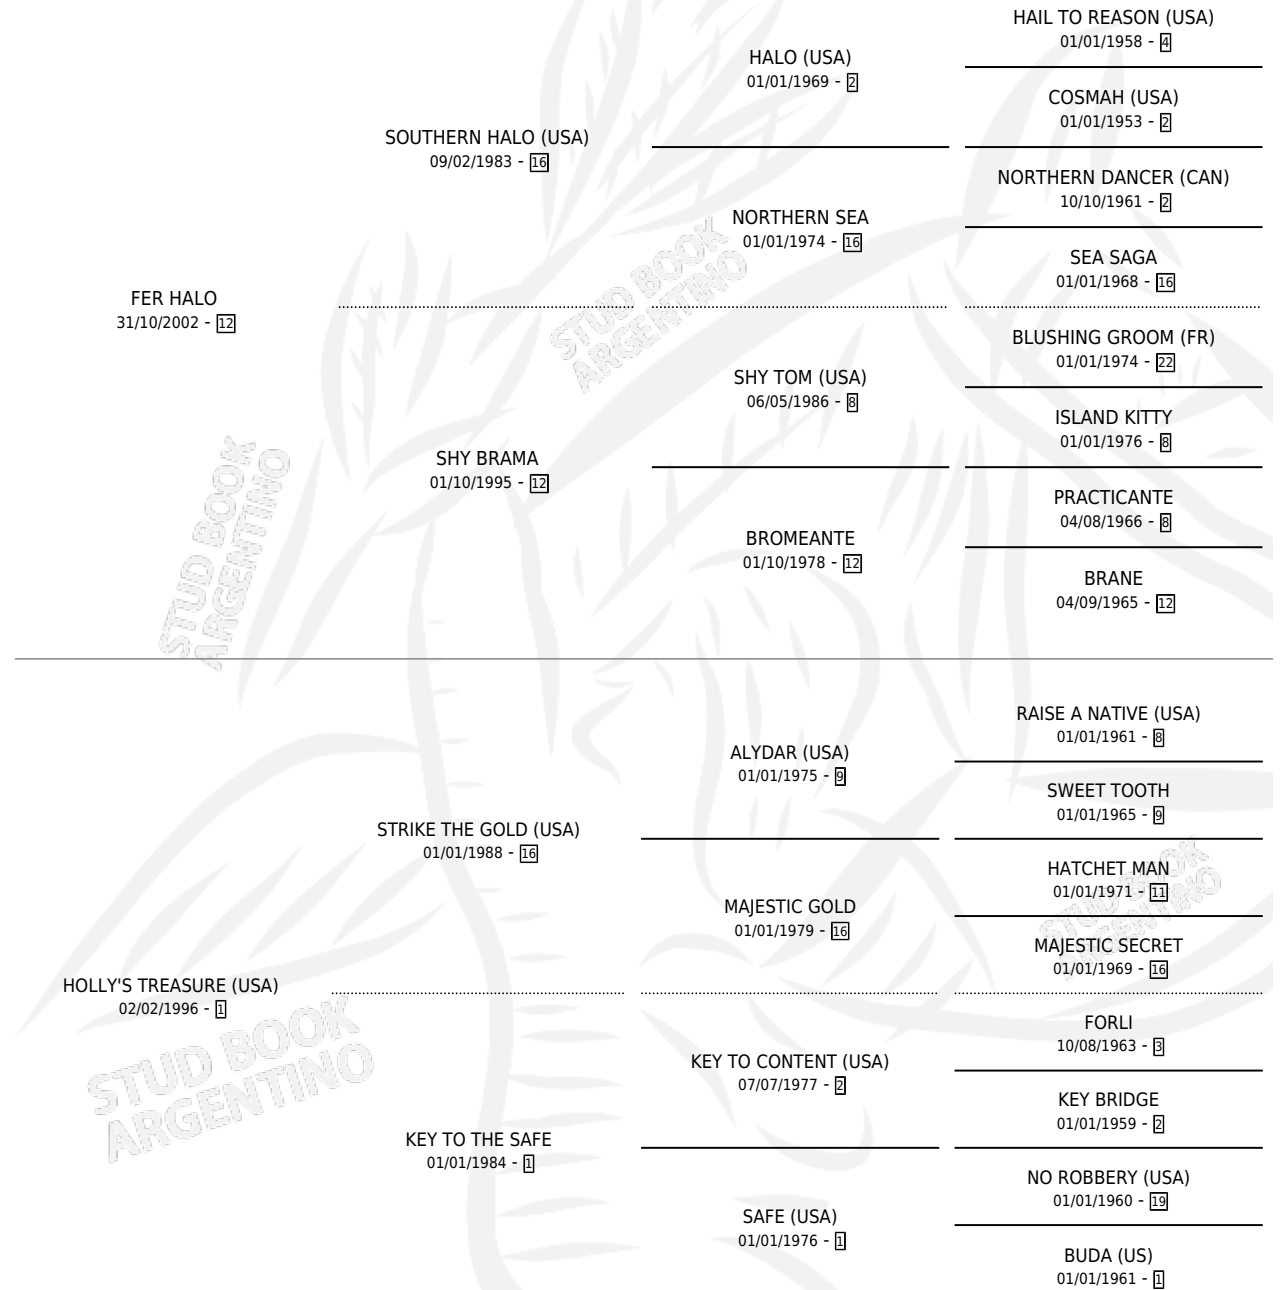 HAIL TO REASON (USA)
01/01/1958 - 4
HALO (USA)
01/01/1969 - 2
COSMAH (USA)
01/01/1953 - 2
SOUTHERN HALO (USA)
09/02/1983 - 16
NORTHERN DANCER (CAN)
10/10/1961 - 2
NORTHERN SEA
01/01/1974 - 16
SEA SAGA
01/01/1968 - 16
FER HALO
31/10/2002 - 12
STUD BOOK
ARGENTINO
BLUSHING GROOM (FR)
01/01/1974 - 22
SHY TOM (USA)
06/05/1986 - 8
ISLAND KITTY
01/01/1976 - 8
SHY BRAMA
01/10/1995 - 12
PRACTICANTE
04/08/1966 - 8
BROMEANTE
01/10/1978 - 12
BRANE
04/09/1965 - 12
STUD BOOK
ARGENTINO
RAISE A NATIVE (USA)
01/01/1961 - 8
ALYDAR (USA)
01/01/1975 - 9
SWEET TOOTH
01/01/1965 - 9
STRIKE THE GOLD (USA)
01/01/1988 - 16
HATCHET MAN
01/01/1971 - 11
MAJESTIC GOLD
01/01/1979 - 16
MAJESTIC SECRET
01/01/1969 - 16
STUD BOOK
ARGENTINO
HOLLY'S TREASURE (USA)
02/02/1996 - 1
FORLI
10/08/1963 - 3
KEY TO CONTENT (USA)
07/07/1977 - 2
KEY BRIDGE
01/01/1959 - 2
STUD BOOK
ARGENTINO
KEY TO THE SAFE
01/01/1984 - 1
NO ROBBERY (USA)
01/01/1960 - 19
SAFE (USA)
01/01/1976 - 1
BUDA (US)
01/01/1961 - 1